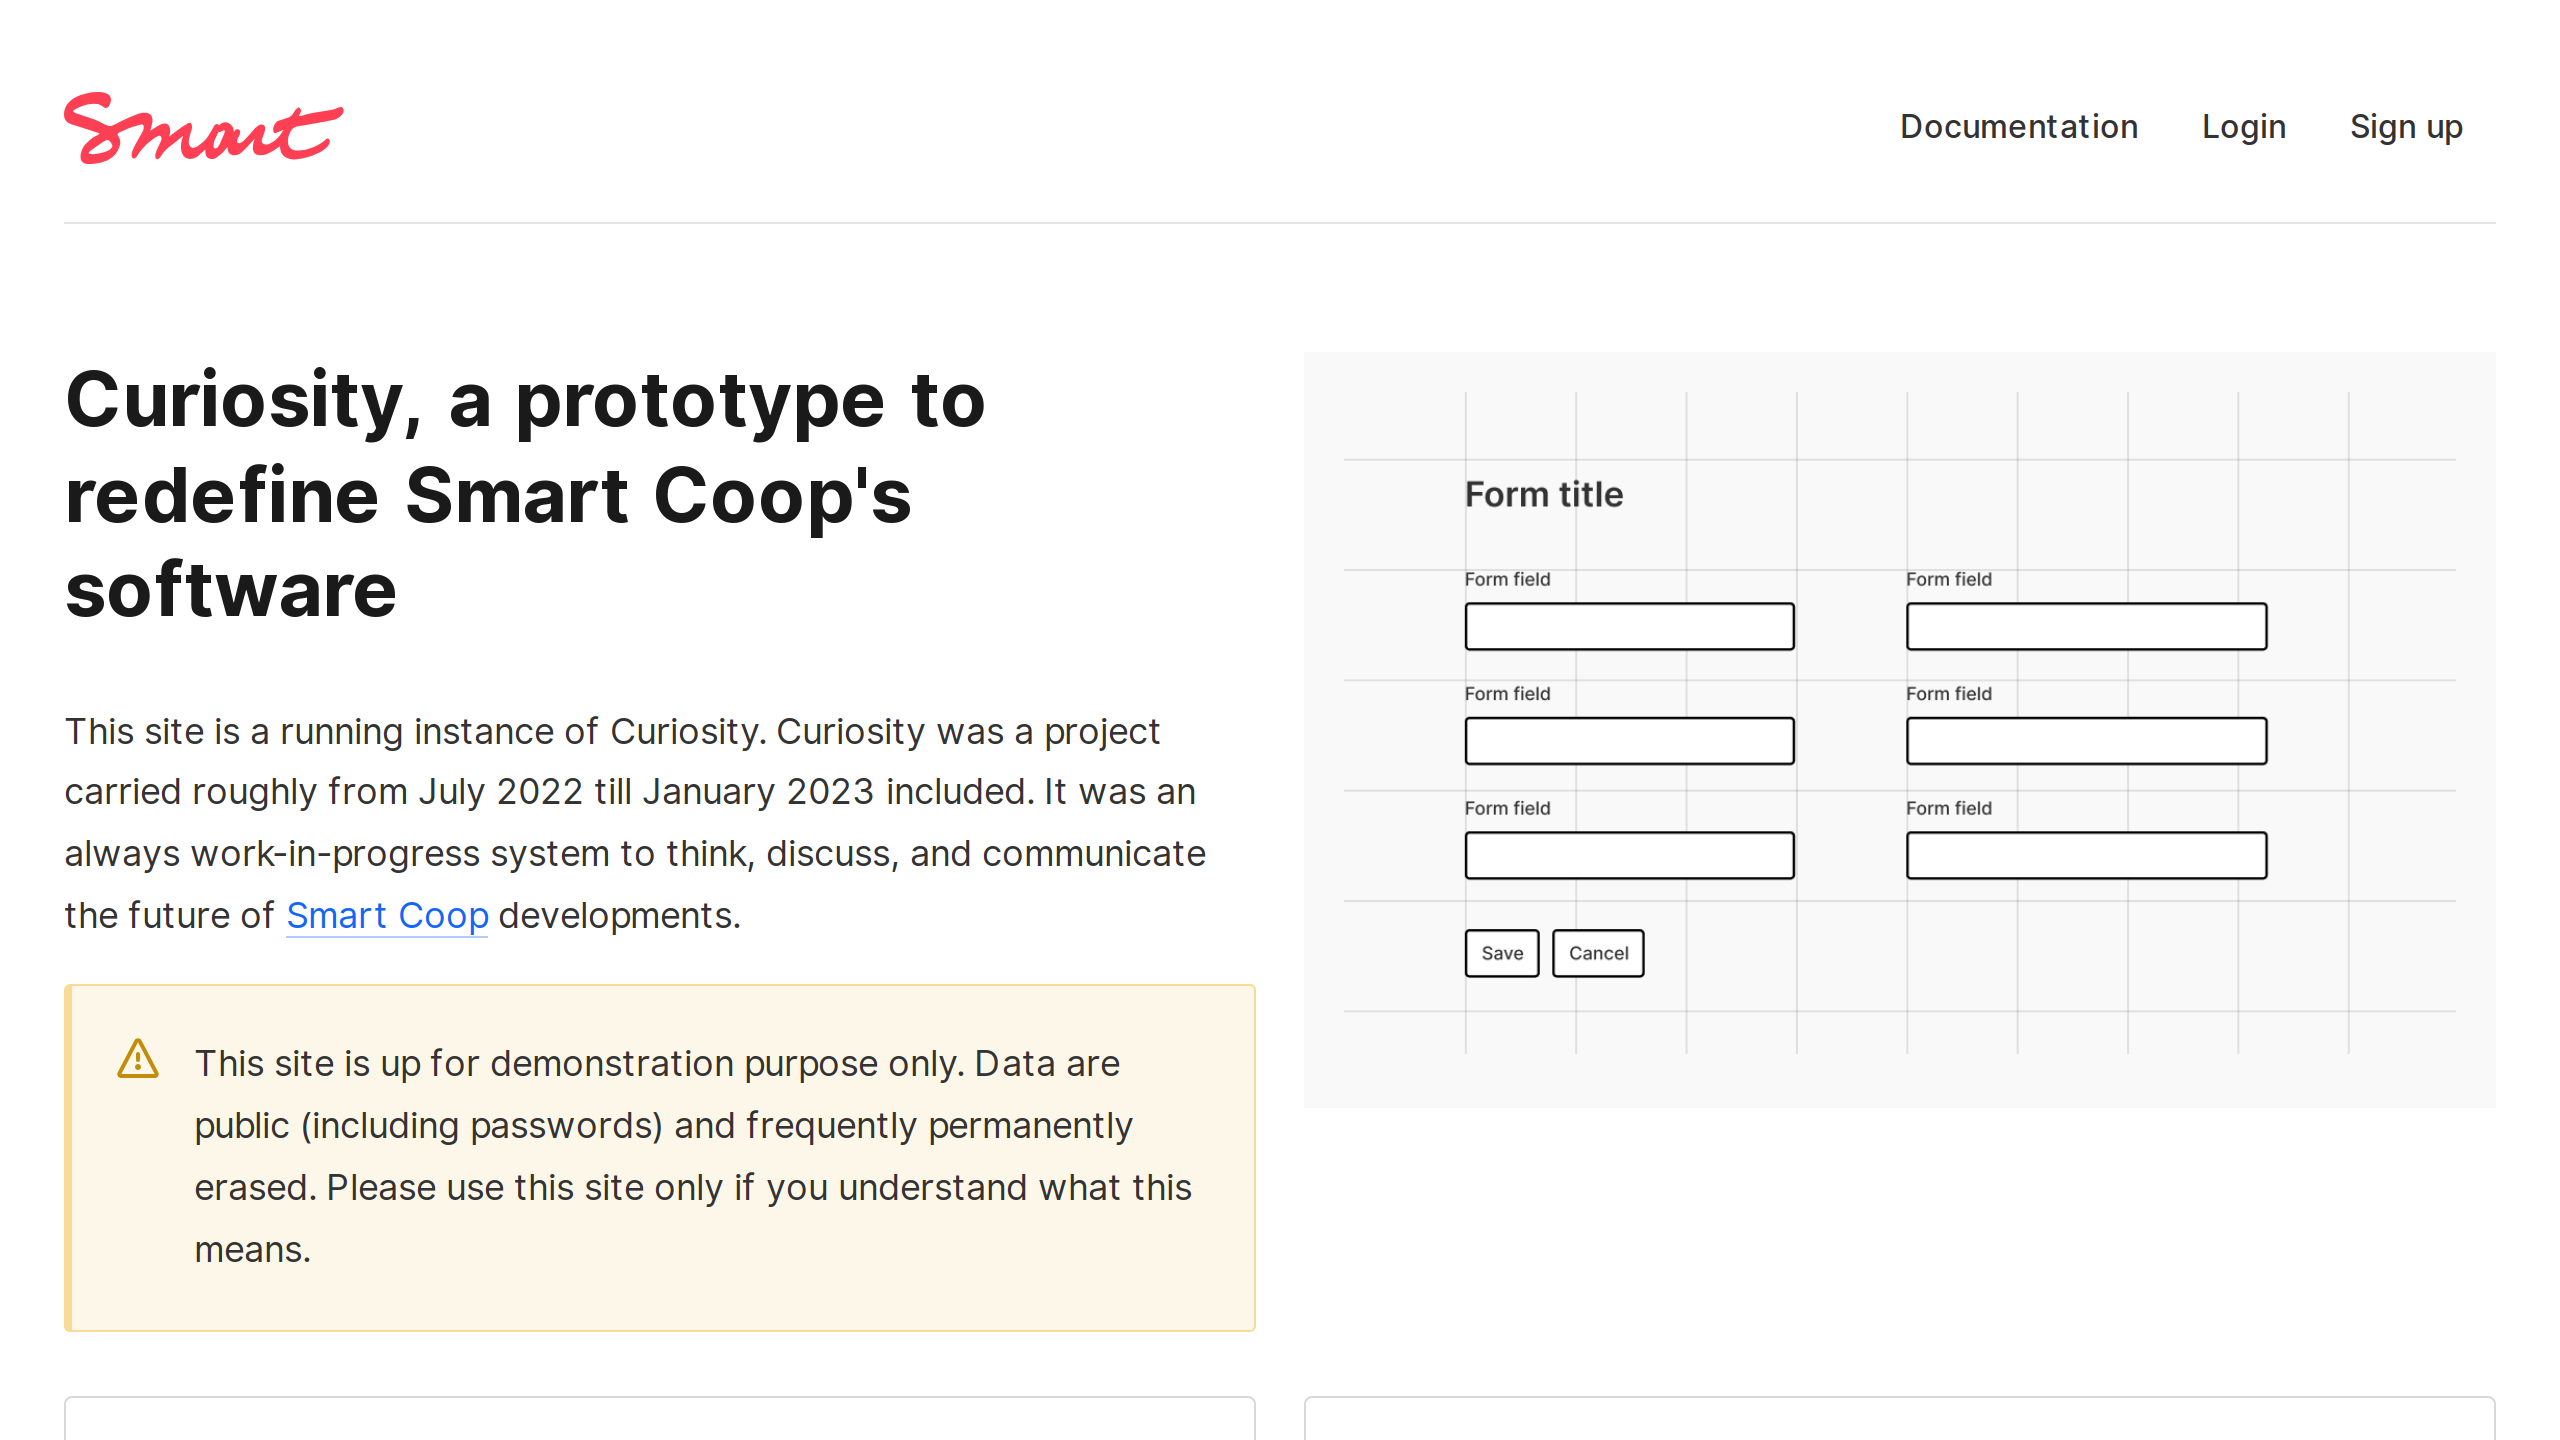 Smart
Documentation
Login
Sign up
Curiosity, a prototype to
redefine Smart Coop's
software
This site is a running instance of Curiosity. Curiosity was a project
carried roughly from July 2022 till January 2023 included. It was an
always work-in-progress system to think, discuss, and communicate
the future of Smart Coop developments.
This site is up for demonstration purpose only. Data are
public (including passwords) and frequently permanently
erased. Please use this site only if you understand what this
means.
Form title
Form field
Form field
Form field
Form field
Form field
Form field
Save
Cancel